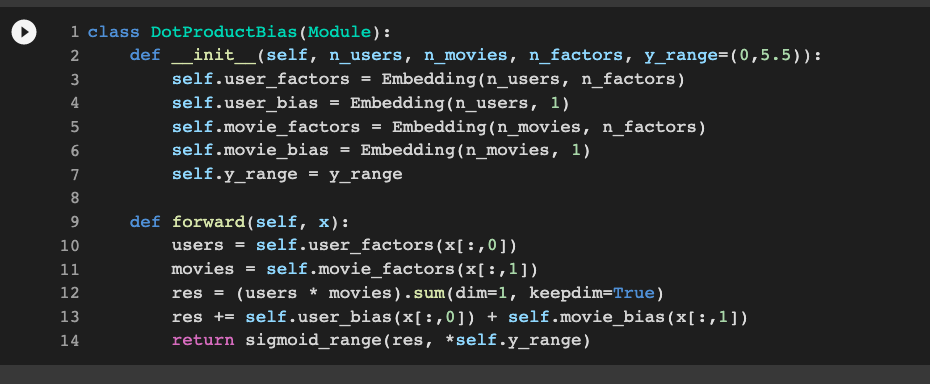 1 class DotProductBias(Module):
2     def __init__(self, n_users, n_movies, n_factors, y_range=(0,5.5)):
3         self.user_factors = Embedding(n_users, n_factors)
4         self.user_bias = Embedding(n_users, 1)
5         self.movie_factors = Embedding(n_movies, n_factors)
6         self.movie_bias = Embedding(n_movies, 1)
7         self.y_range = y_range
8
9     def forward(self, x):
10         users = self.user_factors(x[:,0])
11         movies = self.movie_factors(x[:,1])
12         res = (users * movies).sum(dim=1, keepdim=True)
13         res += self.user_bias(x[:,0]) + self.movie_bias(x[:,1])
14         return sigmoid_range(res, *self.y_range)